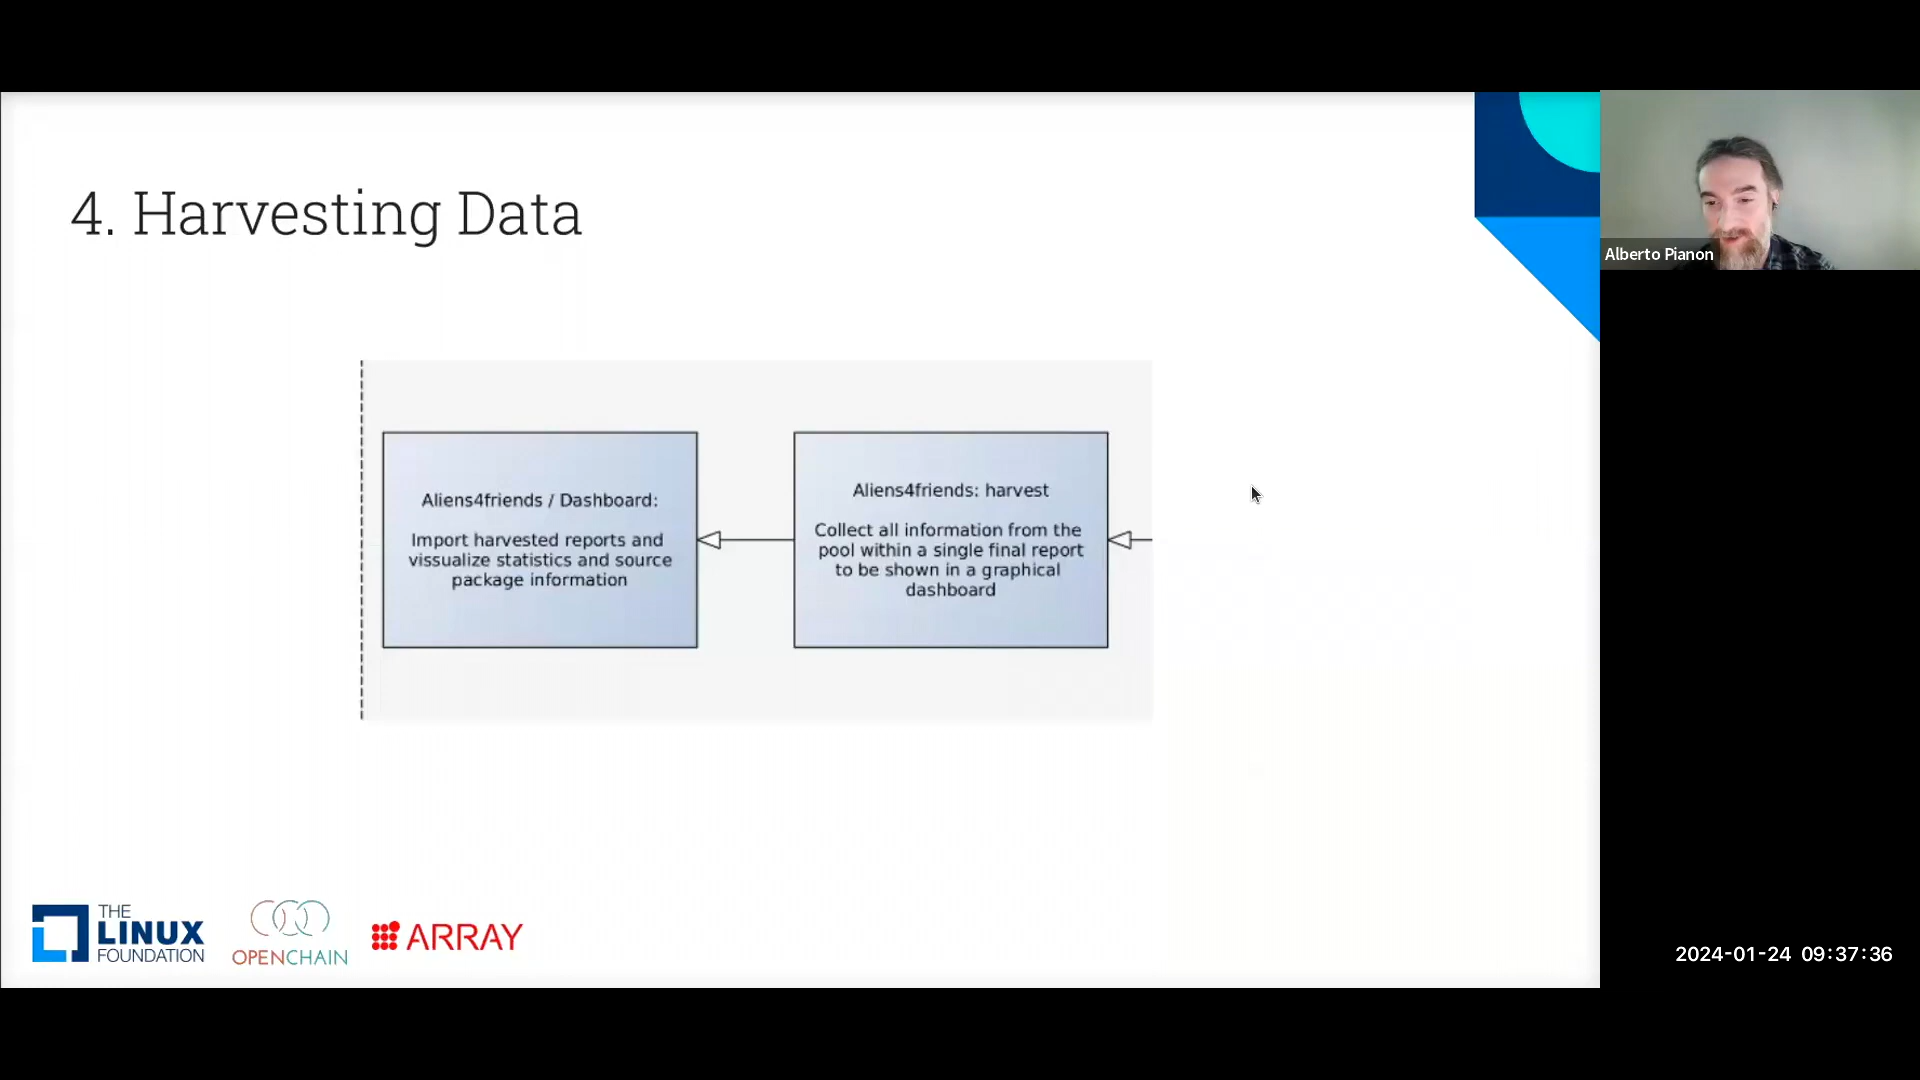 4. Harvesting Data
Alberto Pianon
Aliens4friends / Dashboard:
Import harvested reports and
vissualize statistics and source
package information
Aliens4friends: harvest
Collect all information from the
pool within a single final report
to be shown in a graphical
dashboard
THE
LINUX
FOUNDATION
OPENCHAIN
ARRAY
2024-01-24 09:37:36